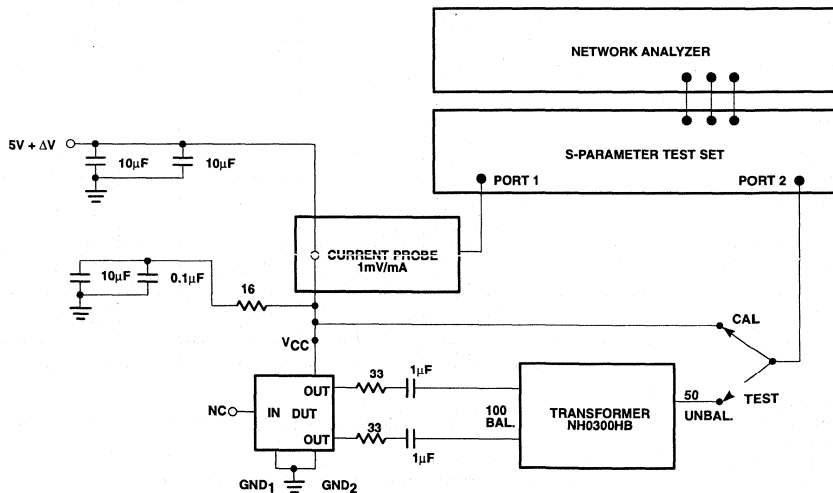 NETWORK ANALYZER
5V + ΔV
10µF
10µF
S-PARAMETER TEST SET
PORT 1
PORT 2
CURRENT PROBE
1mV/mA
10µF
0.1µF
16
CAL
VCC
33
1µF
OUT
NC
IN
DUT
100
BAL.
TRANSFORMER
NH0300HB
50
UNBAL.
TEST
OUT
33
1µF
GND1
GND2